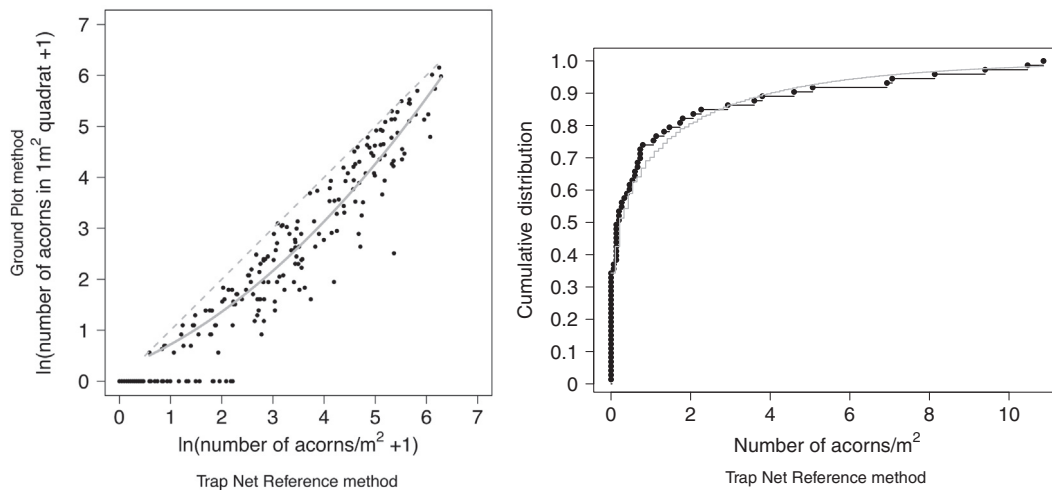 Ground Plot method
ln(number of acorns in 1m² quadrat +1)
7
6
5
4
3
2
1
0
0 1 2 3 4 5 6 7
ln(number of acorns/m² +1)
Trap Net Reference method
Cumulative distribution
1.0
0.9
0.8
0.7
0.6
0.5
0.4
0.3
0.2
0.1
0
0 2 4 6 8 10
Number of acorns/m²
Trap Net Reference method